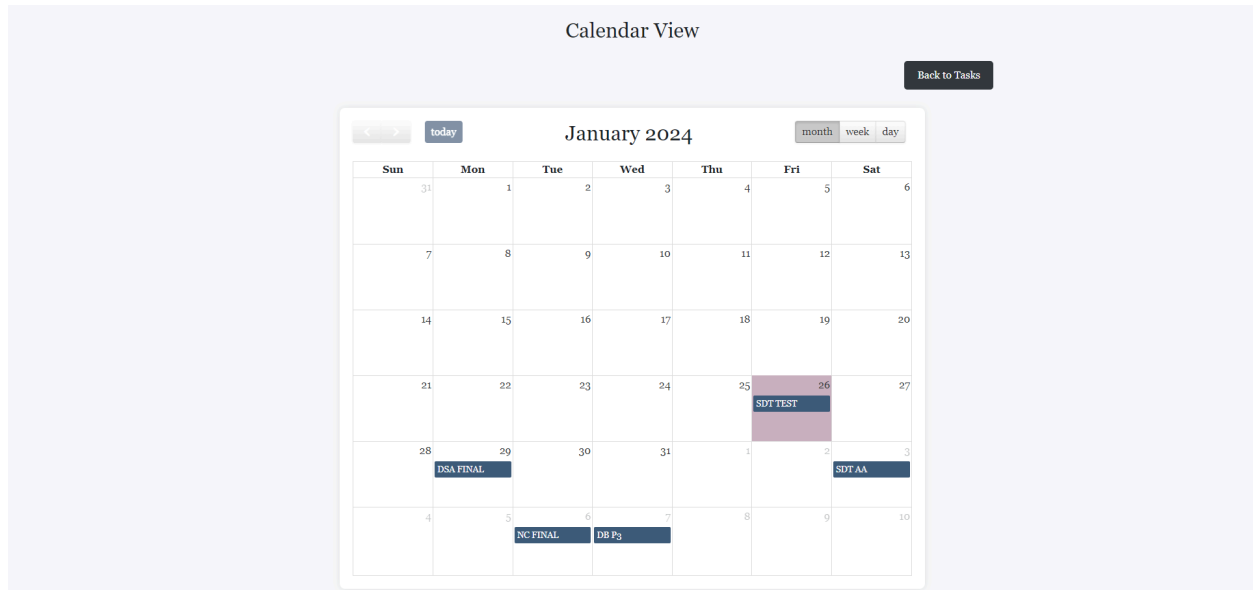 Calendar View
Back to Tasks
today
January 2024
month week day
Sun Mon Tue Wed Thu Fri Sat
31 1 2 3 4 5 6
7 8 9 10 11 12 13
14 15 16 17 18 19 20
21 22 23 24 25 26 27
SDT TEST
28 29 30 31 1 2 3
DSA FINAL SDT AA
4 5 6 7 8 9 10
NC FINAL DB P3